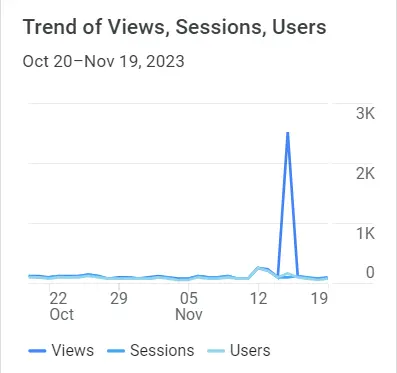 Trend of Views, Sessions, Users
Oct 20–Nov 19, 2023
3K
2K
1K
0
22 29 05 12 19
Oct Nov
Views Sessions Users